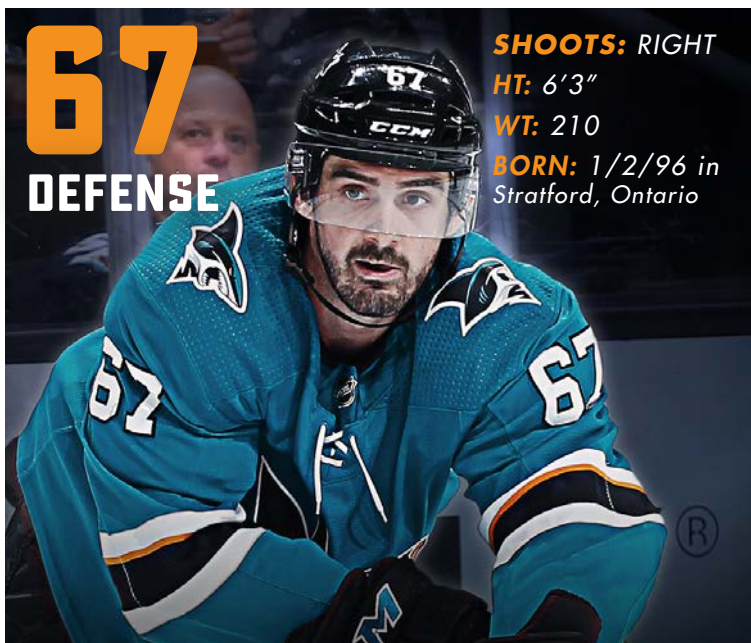 67
DEFENSE
SHOOTS: RIGHT
HT: 6'3"
WT: 210
BORN: 1/2/96 in
Stratford, Ontario
67
CCM
67
67
®